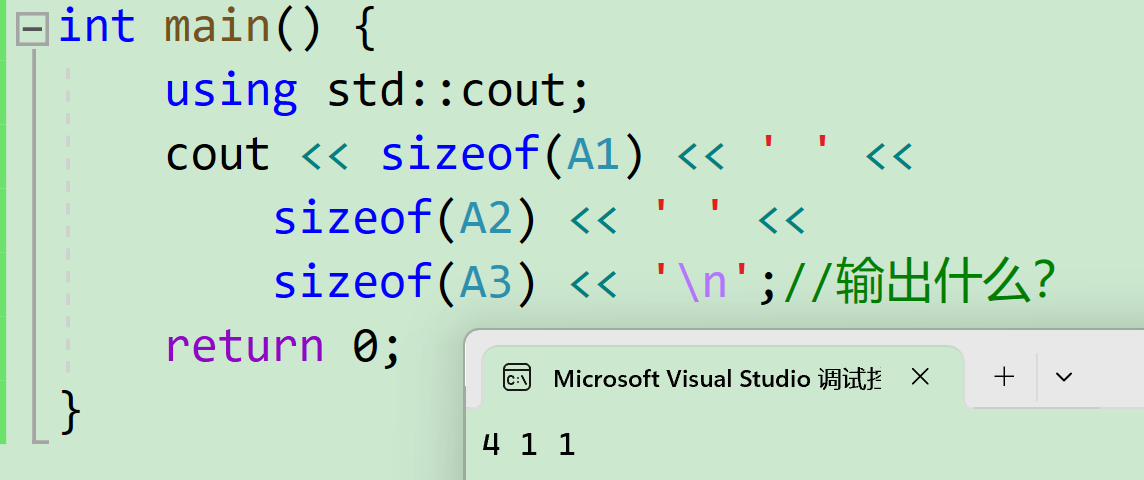 int main() {
using std::cout;
cout << sizeof(A1) << ' ' <<
sizeof(A2) << ' ' <<
sizeof(A3) << '\n';//输出什么?
return 0;
}
Microsoft Visual Studio 调试
4 1 1